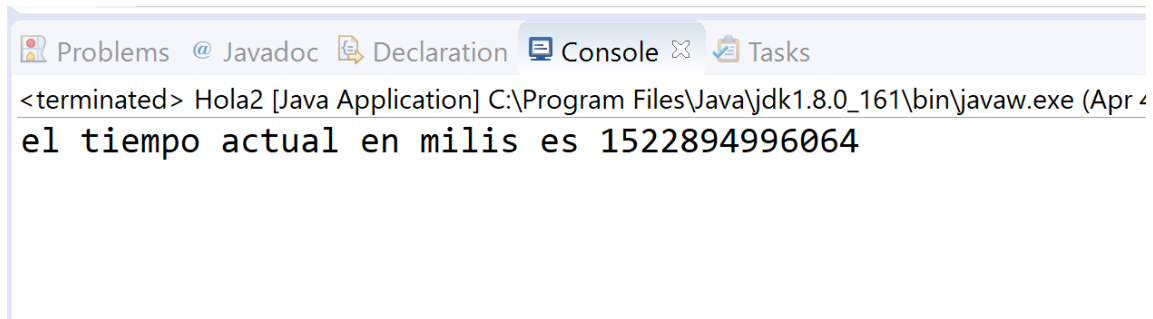 Problems @ Javadoc Declaration Console Tasks
<terminated> Hola2 [Java Application] C:\Program Files\Java\jdk1.8.0_161\bin\javaw.exe (Apr 4
el tiempo actual en milis es 1522894996064